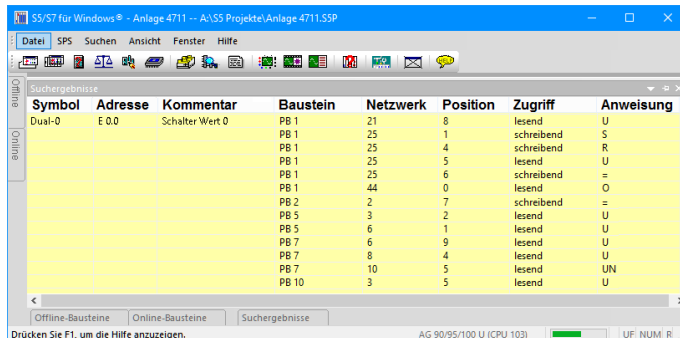 S5/S7 für Windows® - Anlage 4711 -- A:\S5 Projekte\Anlage 4711.S5P
Datei SPS Suchen Ansicht Fenster Hilfe
Offline
Online
Suchergebnisse
Symbol Adresse Kommentar Baustein Netzwerk Position Zugriff Anweisung
Dual-0 E 0.0 Schalter Wert 0 PB 1 21 8 lesend U
PB 1 25 1 schreibend S
PB 1 25 4 schreibend R
PB 1 25 5 lesend U
PB 1 25 6 schreibend =
PB 1 44 0 lesend O
PB 2 2 7 schreibend =
PB 5 3 2 lesend U
PB 5 6 1 lesend U
PB 7 6 9 lesend U
PB 7 8 4 lesend U
PB 7 10 5 lesend UN
PB 10 3 5 lesend U
Offline-Bausteine Online-Bausteine Suchergebnisse
Drücken Sie F1, um die Hilfe anzuzeigen. AG 90/95/100 U (CPU 103) UF NUM R